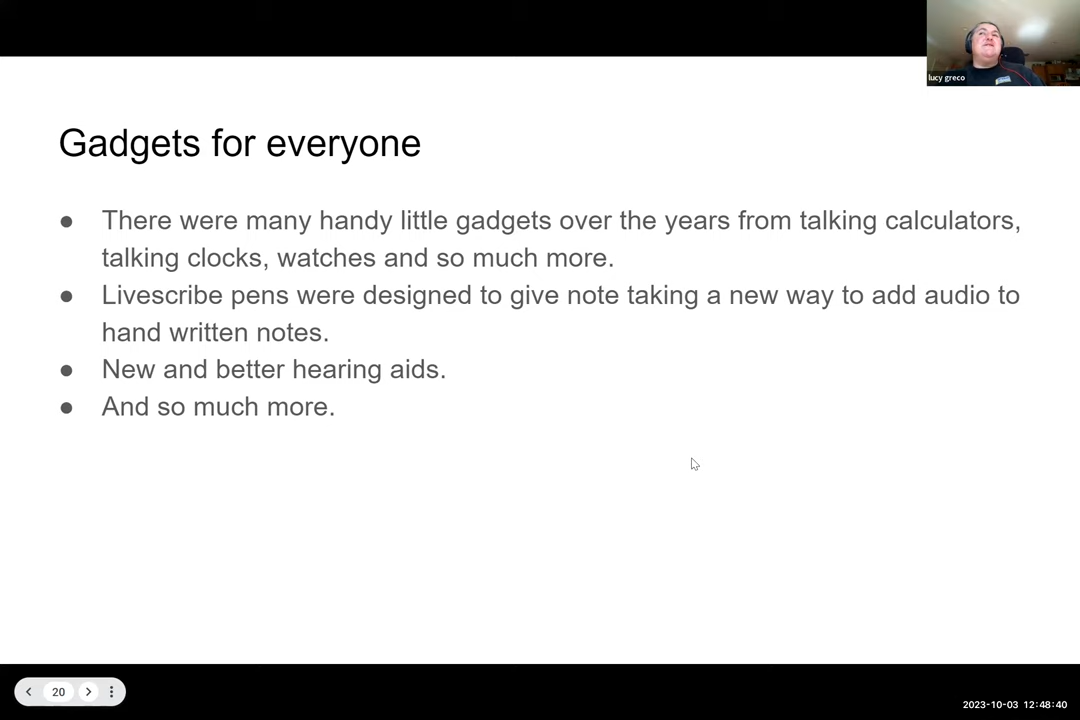 lucy greco
Gadgets for everyone
● There were many handy little gadgets over the years from talking calculators,
talking clocks, watches and so much more.
● Livescribe pens were designed to give note taking a new way to add audio to
hand written notes.
● New and better hearing aids.
● And so much more.
20
2023-10-03 12:48:40